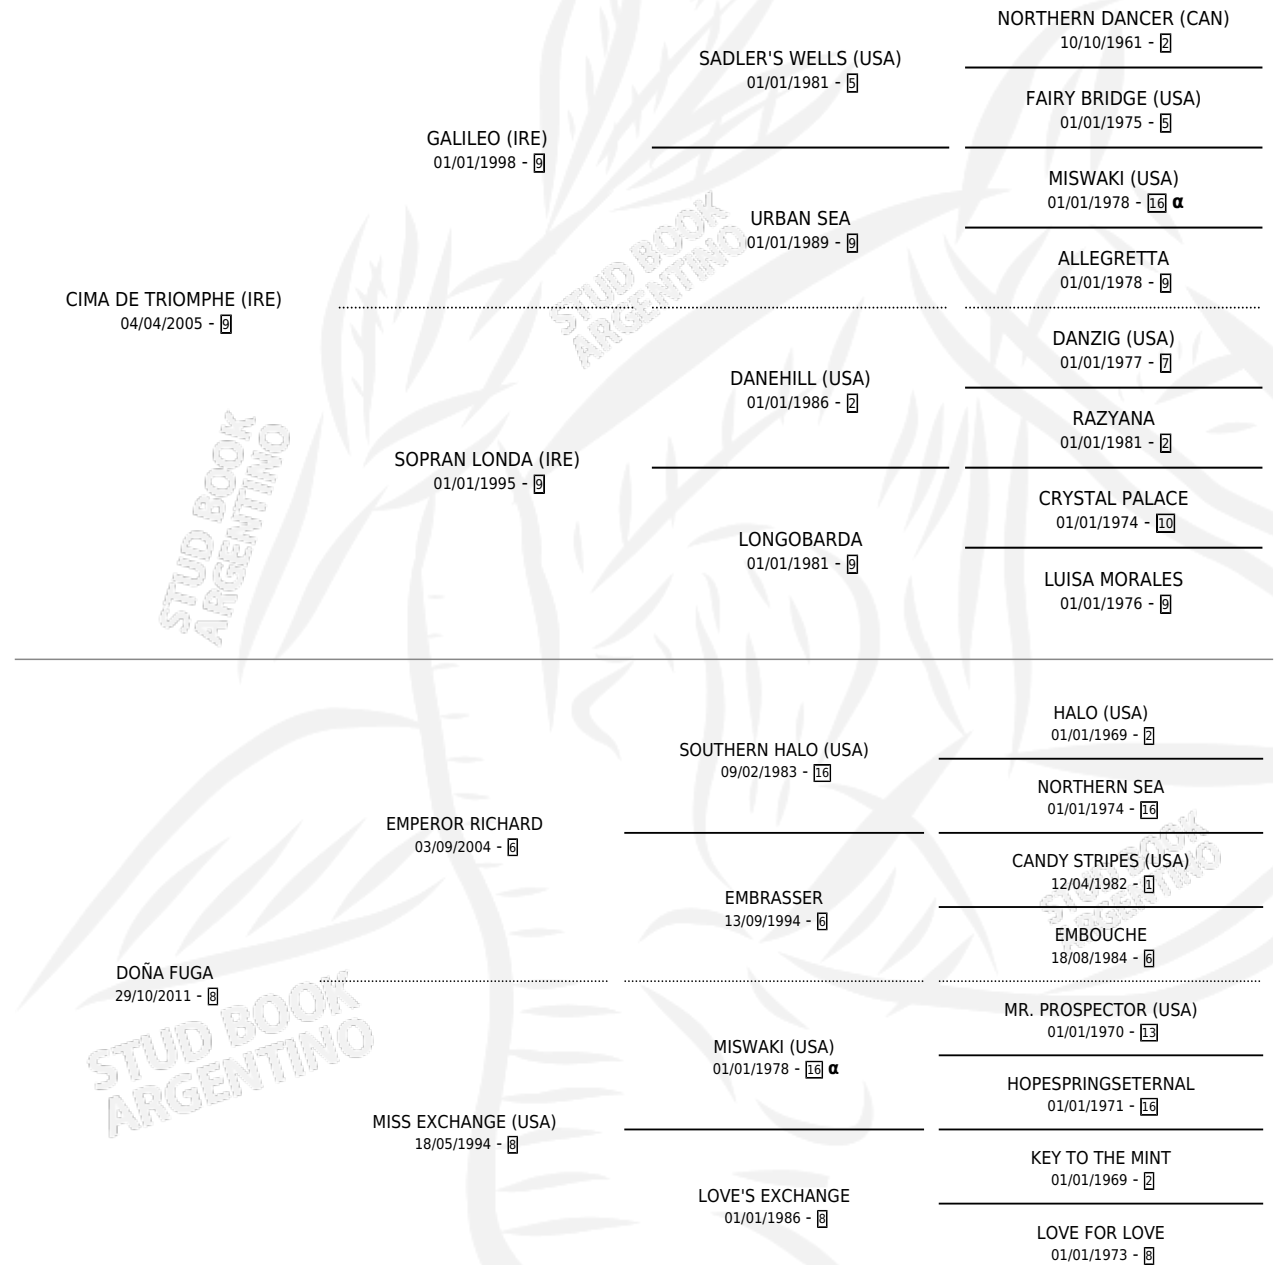 NORTHERN DANCER (CAN)
10/10/1961 - 2
SADLER'S WELLS (USA)
01/01/1981 - 5
FAIRY BRIDGE (USA)
01/01/1975 - 5
GALILEO (IRE)
01/01/1998 - 9
MISWAKI (USA)
01/01/1978 - 16 α
URBAN SEA
01/01/1989 - 9
ALLEGRETTA
01/01/1978 - 9
CIMA DE TRIOMPHE (IRE)
04/04/2005 - 9
DANZIG (USA)
01/01/1977 - 7
DANEHILL (USA)
01/01/1986 - 2
RAZYANA
01/01/1981 - 2
SOPRAN LONDA (IRE)
01/01/1995 - 9
CRYSTAL PALACE
01/01/1974 - 10
LONGOBARDA
01/01/1981 - 9
LUISA MORALES
01/01/1976 - 9
HALO (USA)
01/01/1969 - 2
SOUTHERN HALO (USA)
09/02/1983 - 16
NORTHERN SEA
01/01/1974 - 16
EMPEROR RICHARD
03/09/2004 - 6
CANDY STRIPES (USA)
12/04/1982 - 1
EMBRASSER
13/09/1994 - 6
EMBOUCHE
18/08/1984 - 6
DOÑA FUGA
29/10/2011 - 8
MR. PROSPECTOR (USA)
01/01/1970 - 13
MISWAKI (USA)
01/01/1978 - 16 α
HOPESPRINGSETERNAL
01/01/1971 - 16
MISS EXCHANGE (USA)
18/05/1994 - 8
KEY TO THE MINT
01/01/1969 - 2
LOVE'S EXCHANGE
01/01/1986 - 8
LOVE FOR LOVE
01/01/1973 - 8
STUD BOOK
ARGENTINO
STUD BOOK
ARGENTINO
STUD BOOK
ARGENTINO
STUD BOOK
ARGENTINO